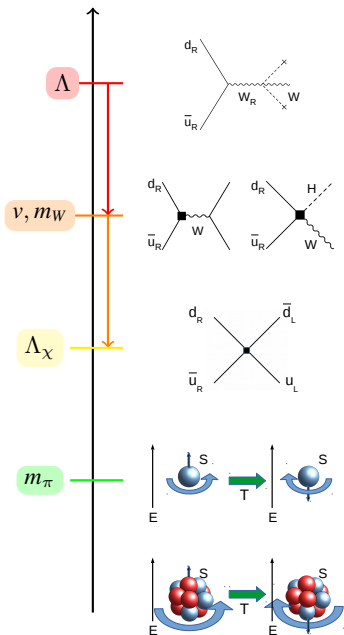 d_R
Λ
W_R W
ū_R
d_R d_R H
v, m_W
W
ū_R ū_R W
d_R d̄_L
Λ_χ
ū_R u_L
S S
m_π
T
E E
S S
T
E E